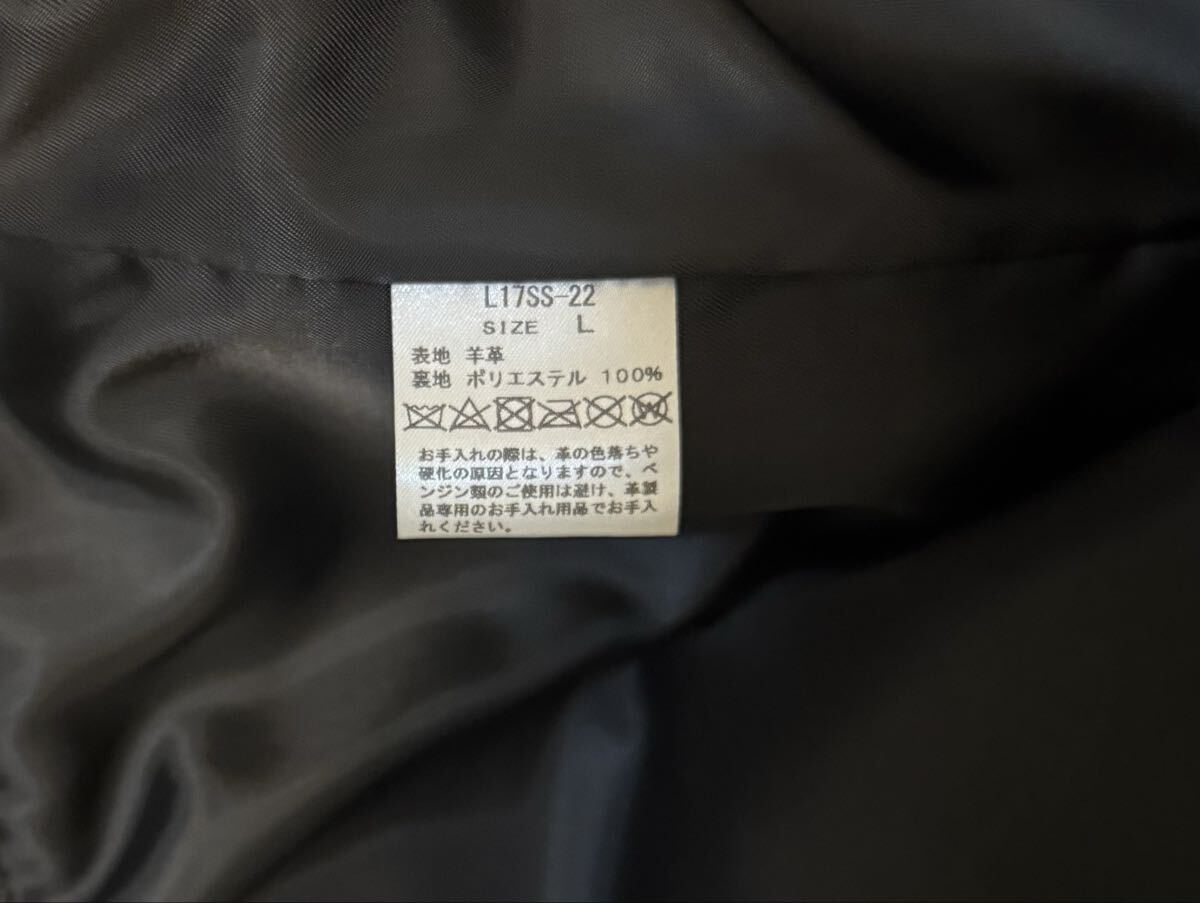 L17SS-22
SIZE L
表地 羊革
裏地 ポリエステル 100%
お手入れの際は、革の色落ちや
硬化の原因となりますので、ベ
ンジン類のご使用は避け、革製
品専用のお手入れ用品でお手入
れください。